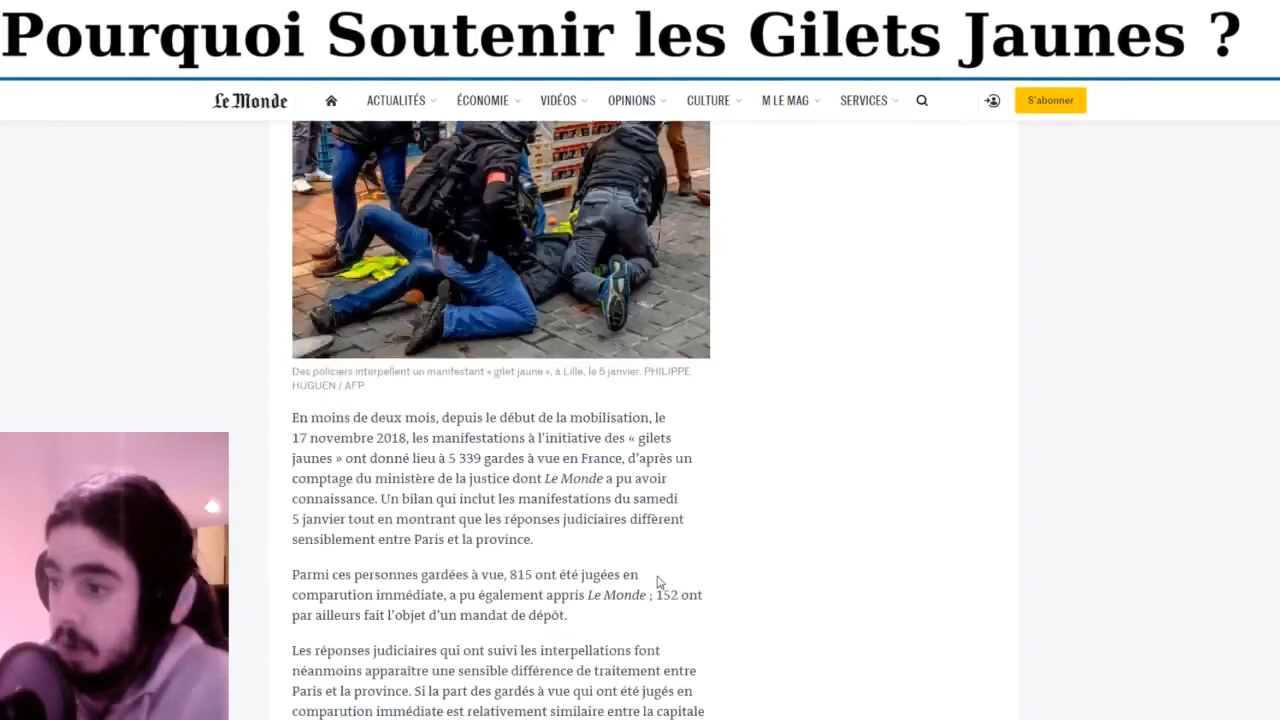 Pourquoi Soutenir les Gilets Jaunes ?
Le Monde ACTUALITÉS ÉCONOMIE VIDÉOS OPINIONS CULTURE M LE MAG SERVICES S'abonner
Des policiers interpellent un manifestant « gilet jaune », à Lille, le 5 janvier. PHILIPPE
HUGUEN / AFP
En moins de deux mois, depuis le début de la mobilisation, le
17 novembre 2018, les manifestations à l'initiative des « gilets
jaunes » ont donné lieu à 5 339 gardes à vue en France, d'après un
comptage du ministère de la justice dont Le Monde a pu avoir
connaissance. Un bilan qui inclut les manifestations du samedi
5 janvier tout en montrant que les réponses judiciaires diffèrent
sensiblement entre Paris et la province.
Parmi ces personnes gardées à vue, 815 ont été jugées en
comparution immédiate, a pu également appris Le Monde ; 152 ont
par ailleurs fait l'objet d'un mandat de dépôt.
Les réponses judiciaires qui ont suivi les interpellations font
néanmoins apparaître une sensible différence de traitement entre
Paris et la province. Si la part des gardés à vue qui ont été jugés en
comparution immédiate est relativement similaire entre la capitale